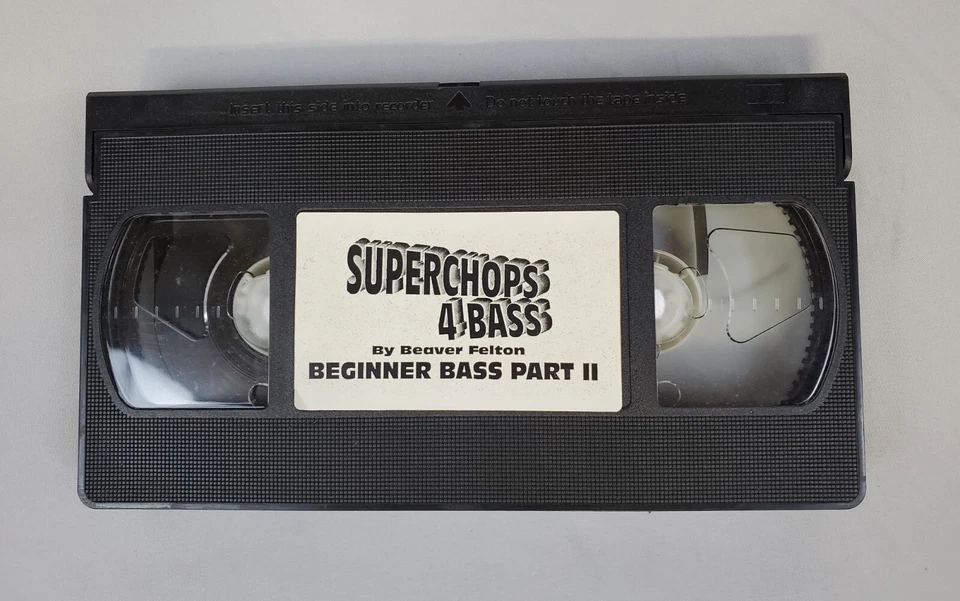 Insert this side into recorder Do not touch the tape inside
SUPERCHOPS
4 BASS
By Beaver Felton
BEGINNER BASS PART II